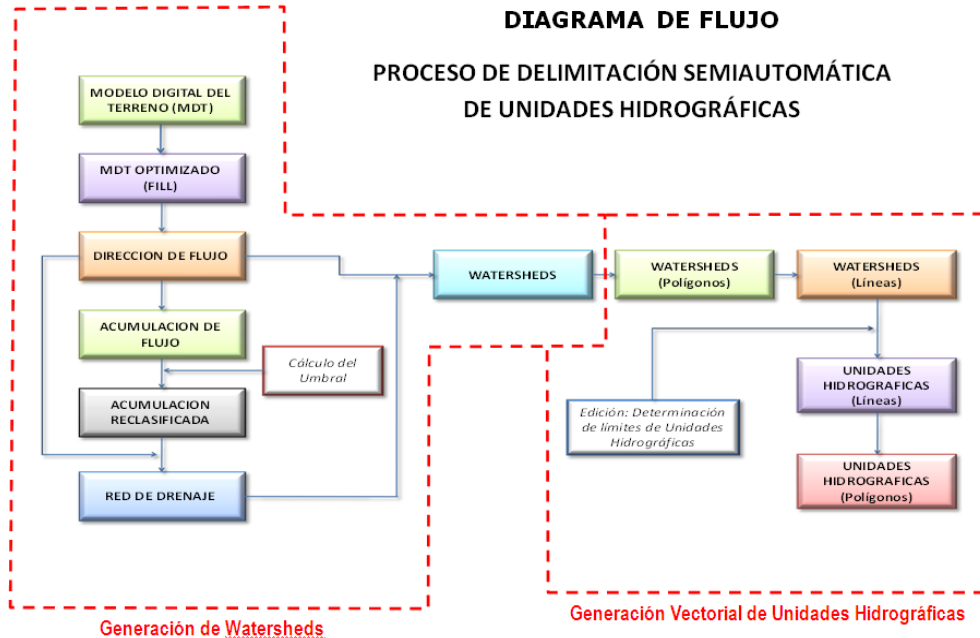 DIAGRAMA DE FLUJO
PROCESO DE DELIMITACIÓN SEMIAUTOMÁTICA
DE UNIDADES HIDROGRÁFICAS
MODELO DIGITAL DEL
TERRENO (MDT)
MDT OPTIMIZADO
(FILL)
DIRECCION DE FLUJO
ACUMULACION DE
FLUJO
Cálculo del
Umbral
ACUMULACION
RECLASIFICADA
RED DE DRENAJE
WATERSHEDS
WATERSHEDS
(Polígonos)
WATERSHEDS
(Líneas)
UNIDADES
HIDROGRAFICAS
(Líneas)
Edición: Determinación
de límites de Unidades
Hidrográficas
UNIDADES
HIDROGRAFICAS
(Polígonos)
Generación de Watersheds
Generación Vectorial de Unidades Hidrográficas